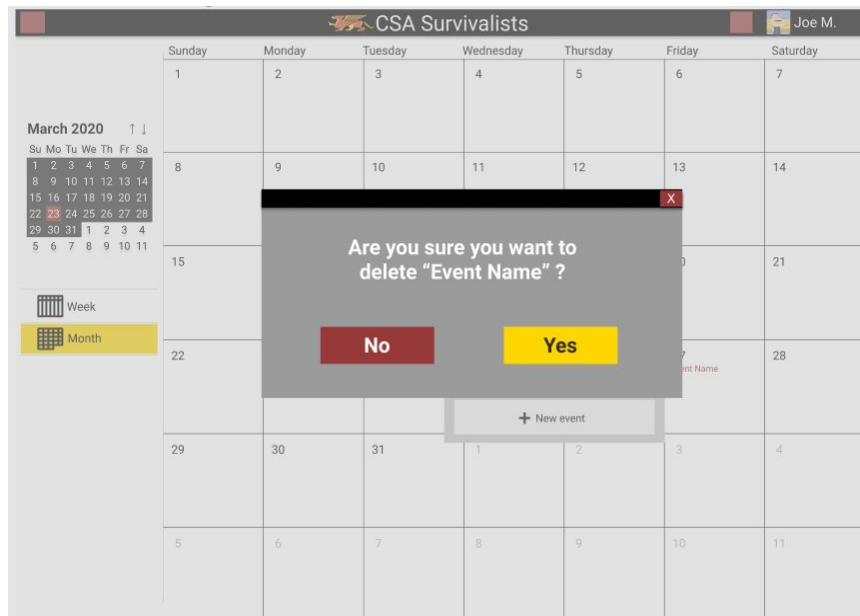 CSA Survivalists
Joe M.
Sunday Monday Tuesday Wednesday Thursday Friday Saturday
1 2 3 4 5 6 7
March 2020 ↑ ↓
Su Mo Tu We Th Fr Sa
1 2 3 4 5 6 7
8 9 10 11 12 13 14
15 16 17 18 19 20 21
22 23 24 25 26 27 28
29 30 31 1 2 3 4
5 6 7 8 9 10 11
Week
Month
8 9 10 11 12 13 14
X
Are you sure you want to
delete “Event Name” ?
No Yes
15 21
22 28
Name
+ New event
29 30 31 1 2 3 4
5 6 7 8 9 10 11